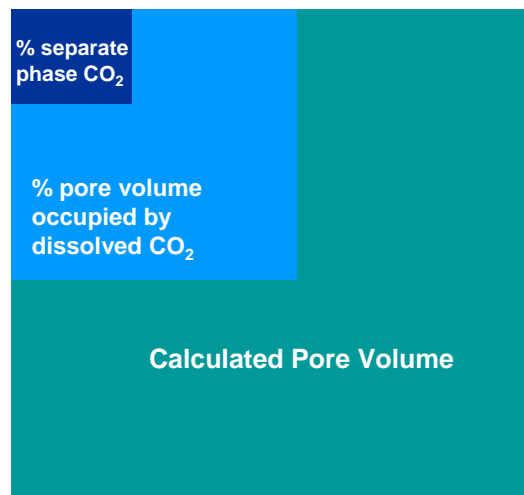 % separate
phase CO₂
% pore volume
occupied by
dissolved CO₂
Calculated Pore Volume